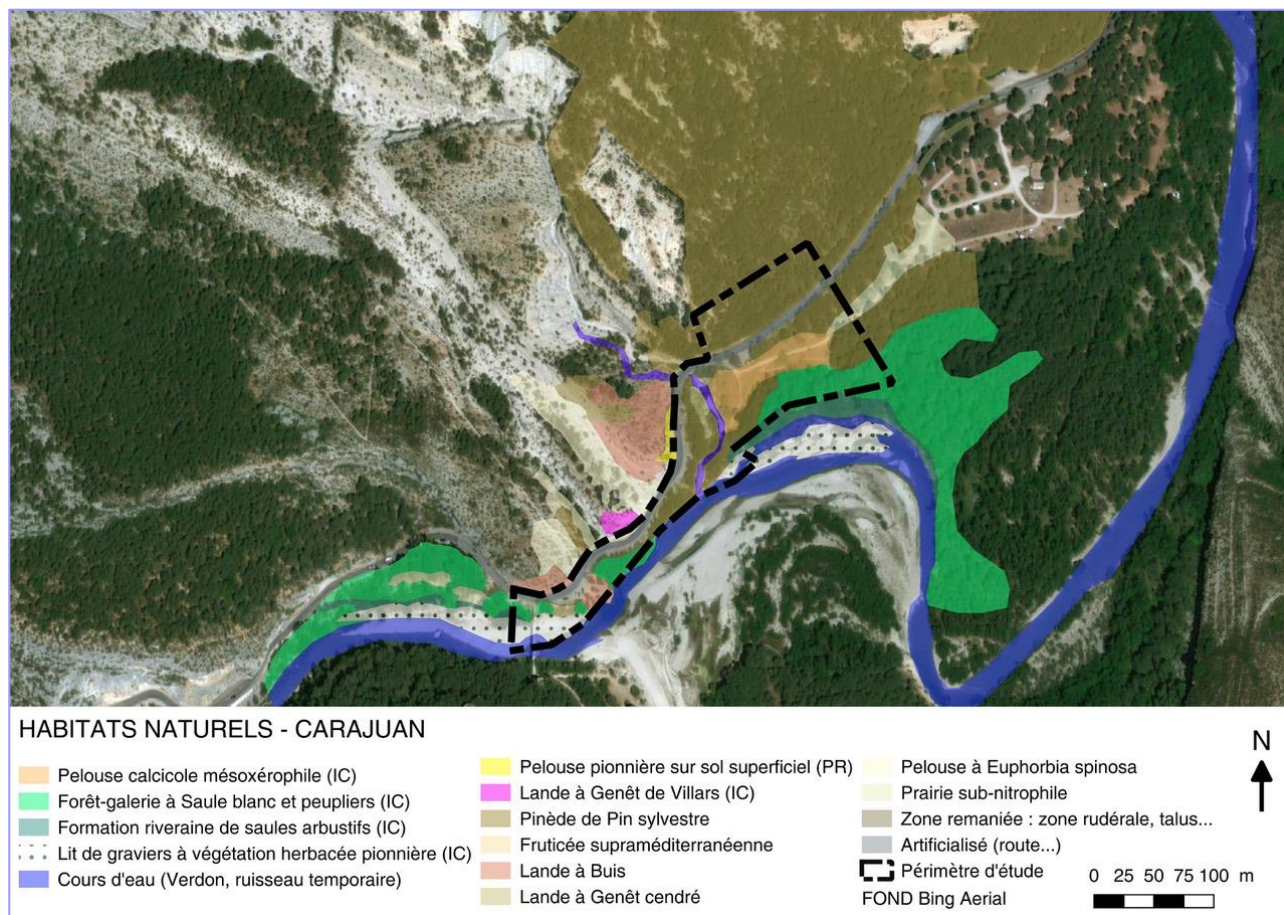 HABITATS NATURELS - CARAJUAN
Pelouse calcicole mésoxérophile (IC)
Forêt-galerie à Saule blanc et peupliers (IC)
Formation riveraine de saules arbustifs (IC)
Lit de graviers à végétation herbacée pionnière (IC)
Cours d'eau (Verdon, ruisseau temporaire)
Pelouse pionnière sur sol superficiel (PR)
Lande à Genêt de Villars (IC)
Pinède de Pin sylvestre
Fruticée supraméditerranéenne
Lande à Buis
Lande à Genêt cendré
Pelouse à Euphorbia spinosa
Prairie sub-nitrophile
Zone remaniée : zone rudérale, talus...
Artificialisé (route...)
Périmètre d'étude
FOND Bing Aerial
N
0 25 50 75 100 m